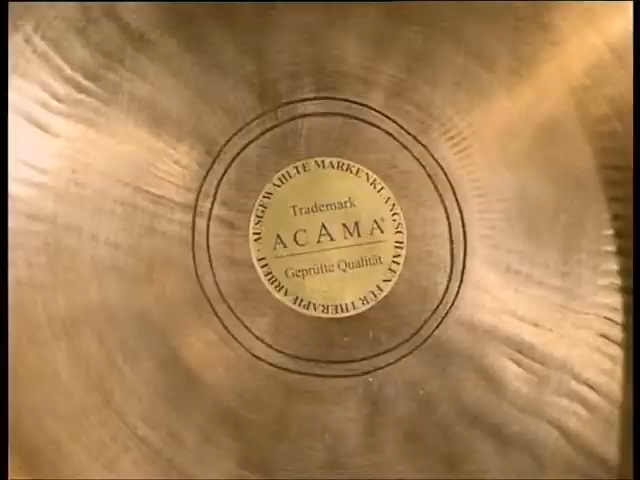 AUSGEWÄHLTE MARKENKLANGSCHALEN FÜR THERAPIE ARBEIT ·
Trademark
ACAMA®
Geprüfte Qualität